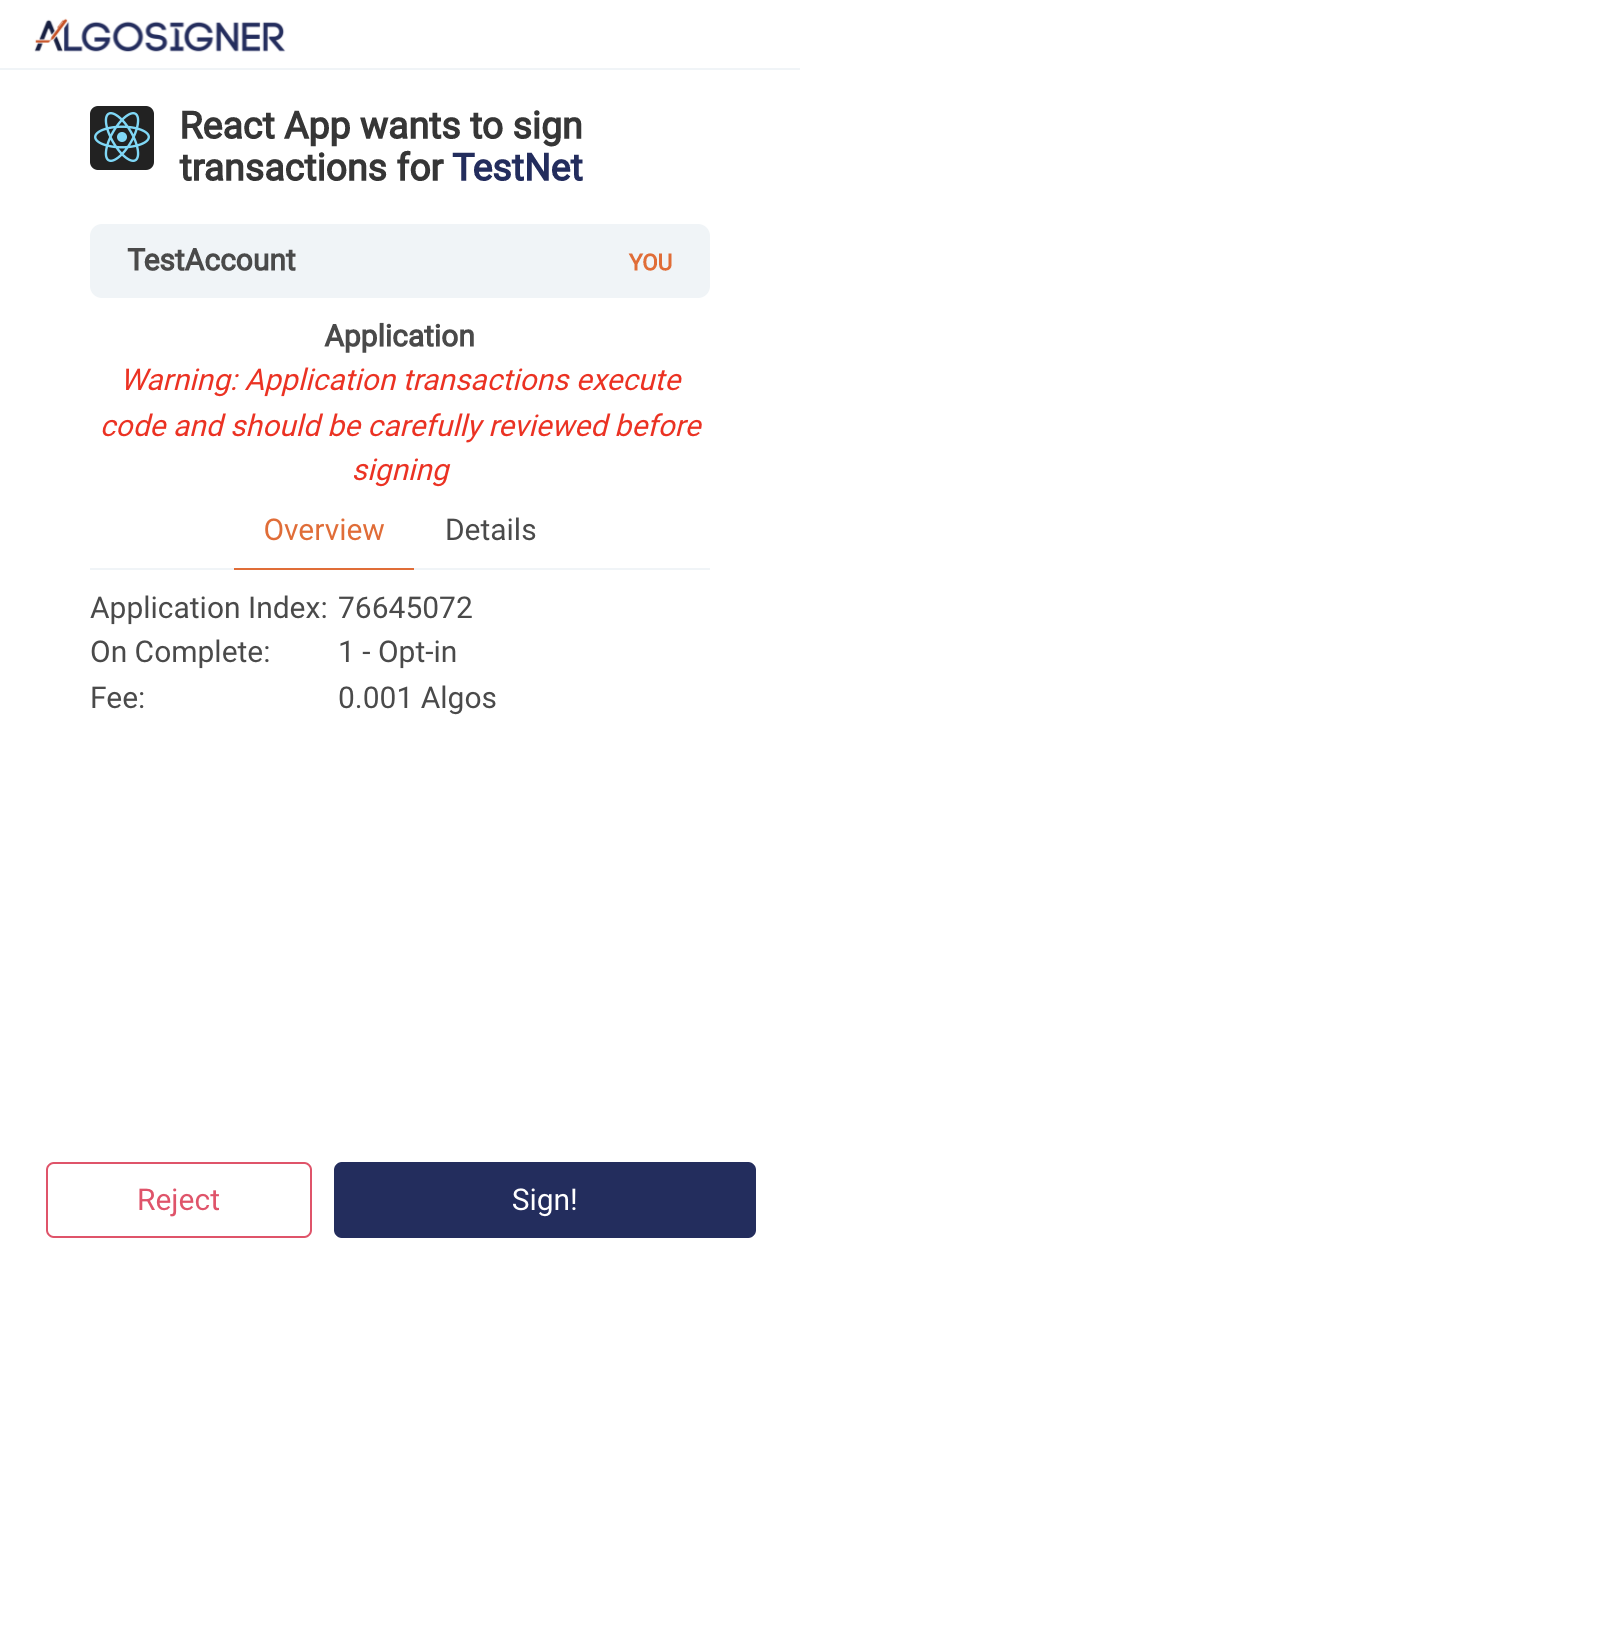 ALGOSIGNER
React App wants to sign
transactions for TestNet
TestAccount YOU
Application
Warning: Application transactions execute
code and should be carefully reviewed before
signing
Overview Details
Application Index: 76645072
On Complete: 1 - Opt-in
Fee: 0.001 Algos
Reject Sign!